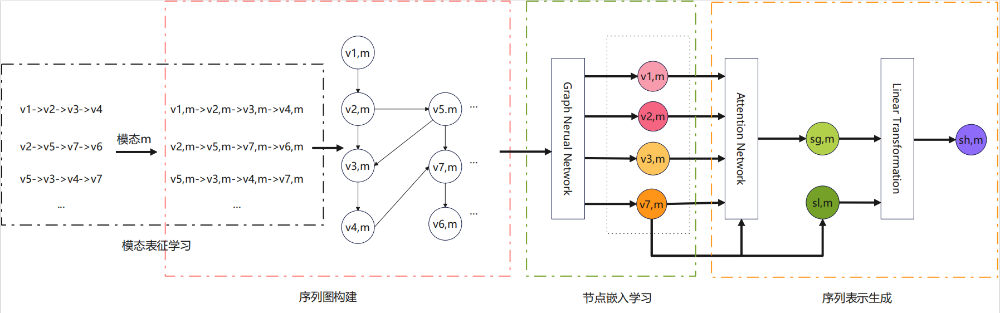 v1->v2->v3->v4
v2->v5->v7->v6
v5->v3->v4->v7
...
模态m
v1,m->v2,m->v3,m->v4,m
v2,m->v5,m->v7,m->v6,m
v5,m->v3,m->v4,m->v7,m
...
模态表征学习
v1,m
v2,m
v3,m
v4,m
v5.m
v7,m
v6,m
...
...
...
序列图构建
Graph Nerual Network
v1,m
v2,m
v3,m
v7,m
节点嵌入学习
Attention Network
sg,m
sl,m
Linear Transformation
sh,m
序列表示生成